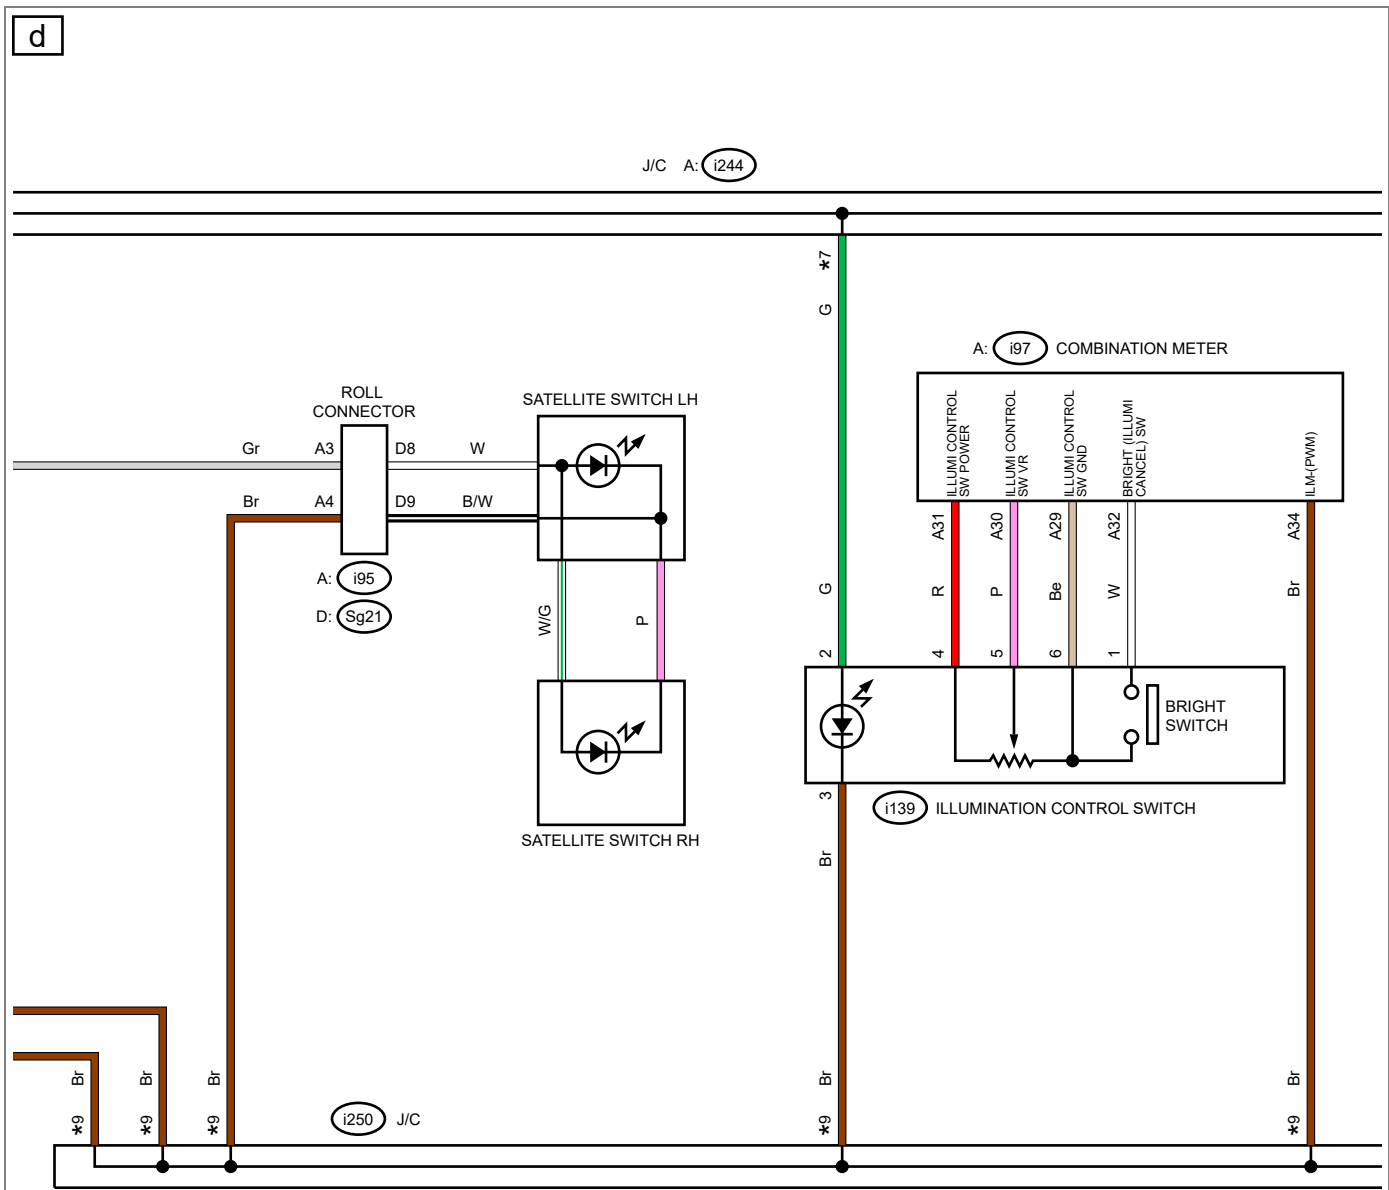 d
J/C A: i244
*7
G
A: i97 COMBINATION METER
ROLL
CONNECTOR
SATELLITE SWITCH LH
ILLUMI CONTROL
SW POWER
ILLUMI CONTROL
SW VR
ILLUMI CONTROL
SW GND
BRIGHT (ILLUMI
CANCEL) SW
ILM-(PWM)
Gr A3 D8 W
Br A4 D9 B/W
A31 A30 A29 A32 A34
A: i95
D: Sg21
G R P Be W Br
W/G P
2 4 5 6 1
BRIGHT
SWITCH
3 i139 ILLUMINATION CONTROL SWITCH
SATELLITE SWITCH RH
Br
Br Br Br Br Br
*9 *9 *9 i250 J/C *9 *9